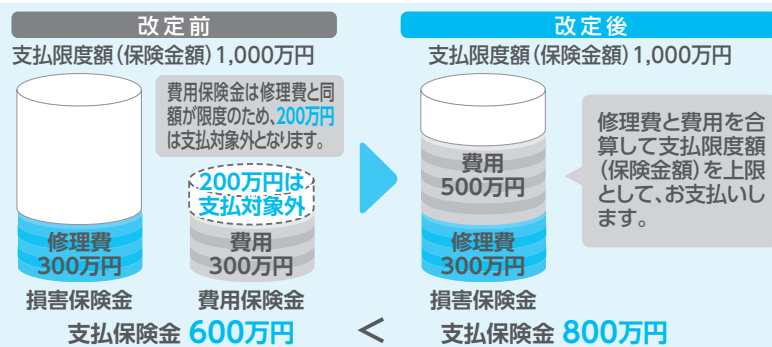 改定前
支払限度額(保険金額)1,000万円
費用保険金は修理費と同
額が限度のため、200万円
は支払対象外となります。
200万円は
支払対象外
修理費
300万円
費用
300万円
損害保険金
費用保険金
支払保険金 600万円
<
改定後
支払限度額(保険金額)1,000万円
費用
500万円
修理費
300万円
修理費と費用を合
算して支払限度額
(保険金額)を上限
として、お支払いし
ます。
損害保険金
支払保険金 800万円